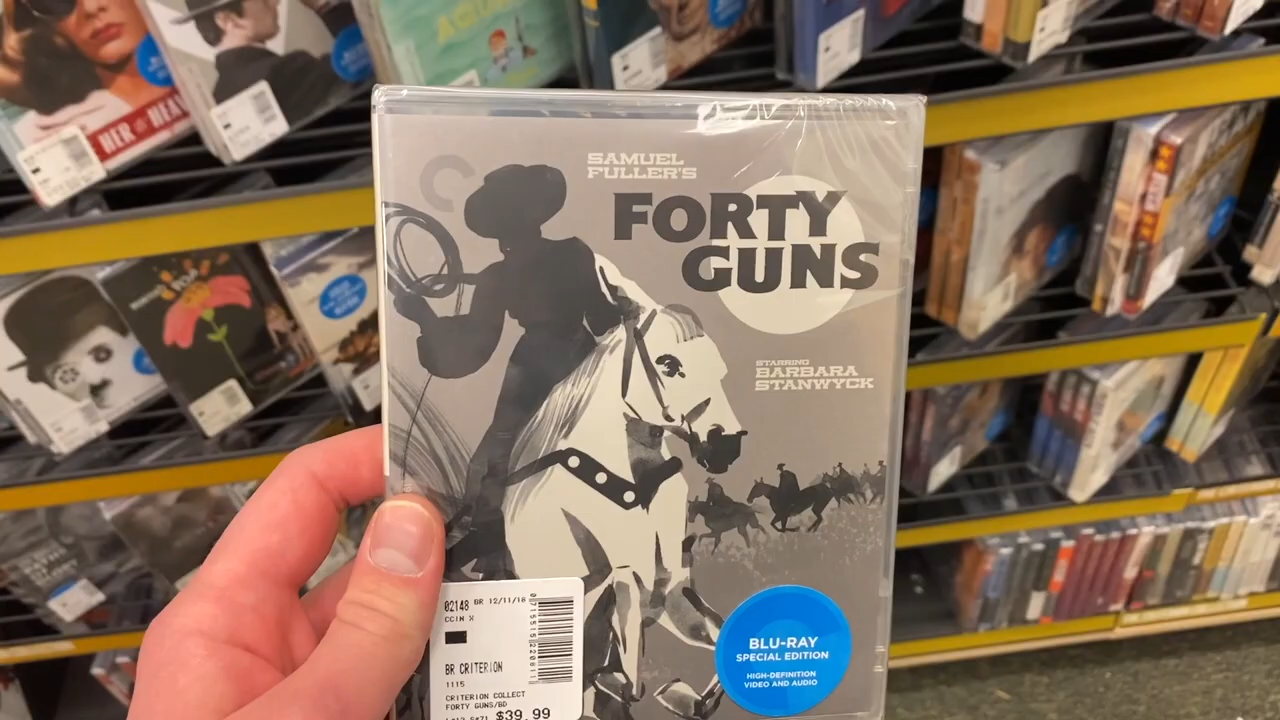 HER
HEA
SAMUEL
FULLER'S
FORTY
GUNS
STARRING
BARBARA
STANWYCK
02148 BR 12/11/18
CCIN X
BR CRITERION
1115
CRITERION COLLECT
FORTY GUNS/BD
$39.99
BLU-RAY
SPECIAL EDITION
HIGH-DEFINITION
VIDEO AND AUDIO